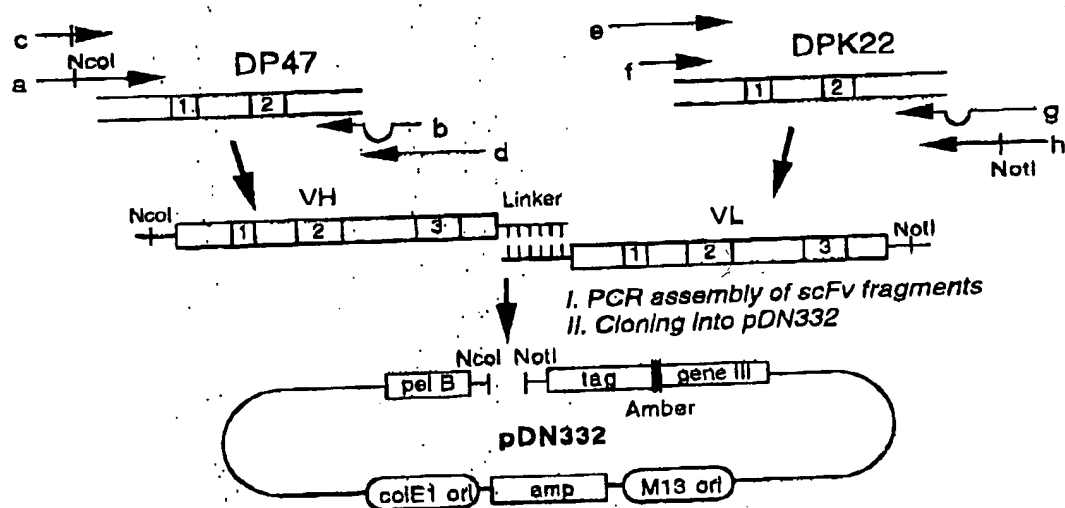 c
NcoI
a
DP47
1
2
b
d
e
f
DPK22
1
2
g
h
NotI
VH
Linker
VL
NcoI
1
2
3
1
2
3
NotI
I. PCR assembly of scFv fragments
II. Cloning into pDN332
NcoI NotI
pel B
tag
gene III
Amber
pDN332
colE1 ori
amp
M13 ori